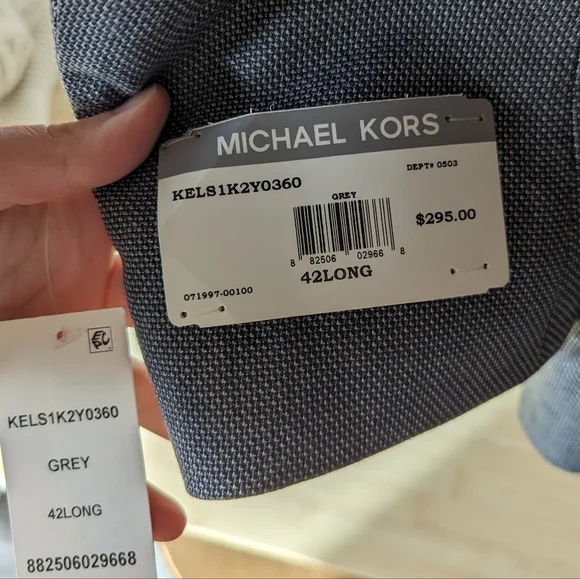 MICHAEL KORS
DEPT# 0503
KELS1K2Y0360
GREY
$295.00
8 82506 02966 8
42LONG
071997-00100
KELS1K2Y0360
GREY
42LONG
882506029668